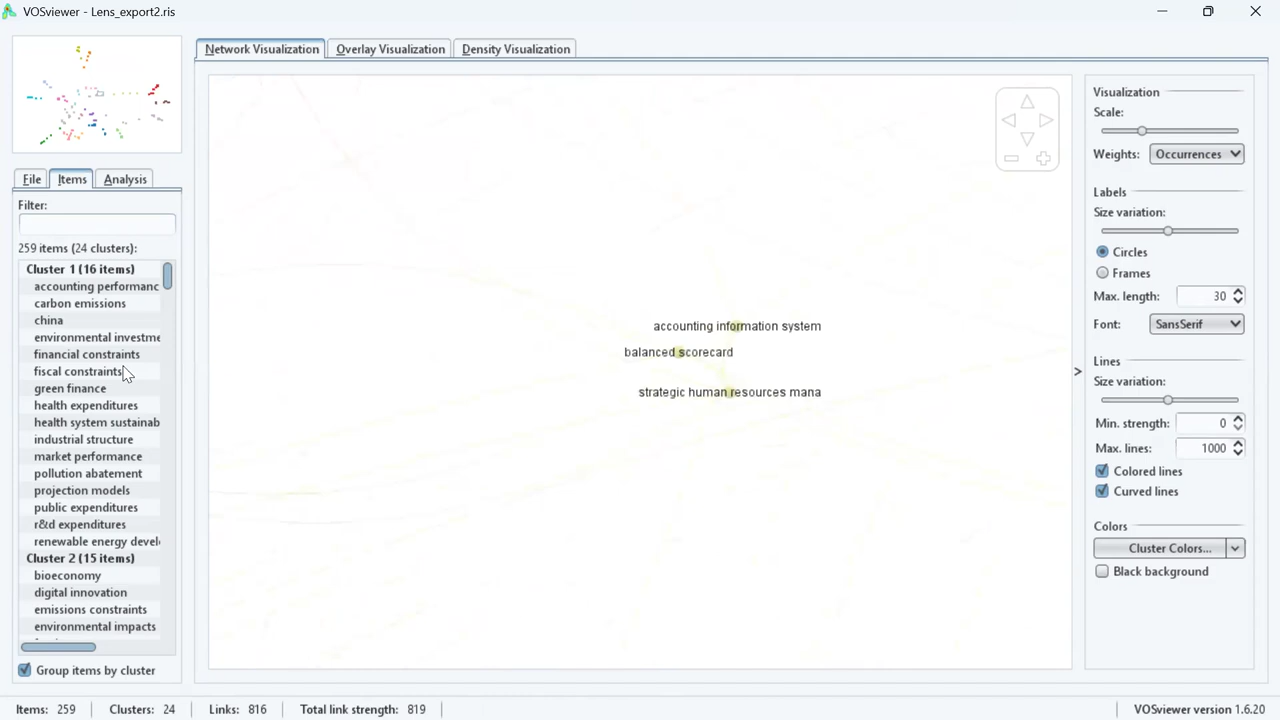 VOSviewer - Lens_export2.ris
Network Visualization
Overlay Visualization
Density Visualization
File
Items
Analysis
Filter:
259 items (24 clusters):
Cluster 1 (16 items)
accounting performanc
carbon emissions
china
environmental investme
financial constraints
fiscal constraints
green finance
health expenditures
health system sustainab
industrial structure
market performance
pollution abatement
projection models
public expenditures
r&d expenditures
renewable energy devel
Cluster 2 (15 items)
bioeconomy
digital innovation
emissions constraints
environmental impacts
Group items by cluster
accounting information system
balanced scorecard
strategic human resources mana
>
Visualization
Scale:
Weights: Occurrences
Labels
Size variation:
Circles
Frames
Max. length: 30
Font: SansSerif
Lines
Size variation:
Min. strength: 0
Max. lines: 1000
Colored lines
Curved lines
Colors
Cluster Colors...
Black background
Items: 259
Clusters: 24
Links: 816
Total link strength: 819
VOSviewer version 1.6.20